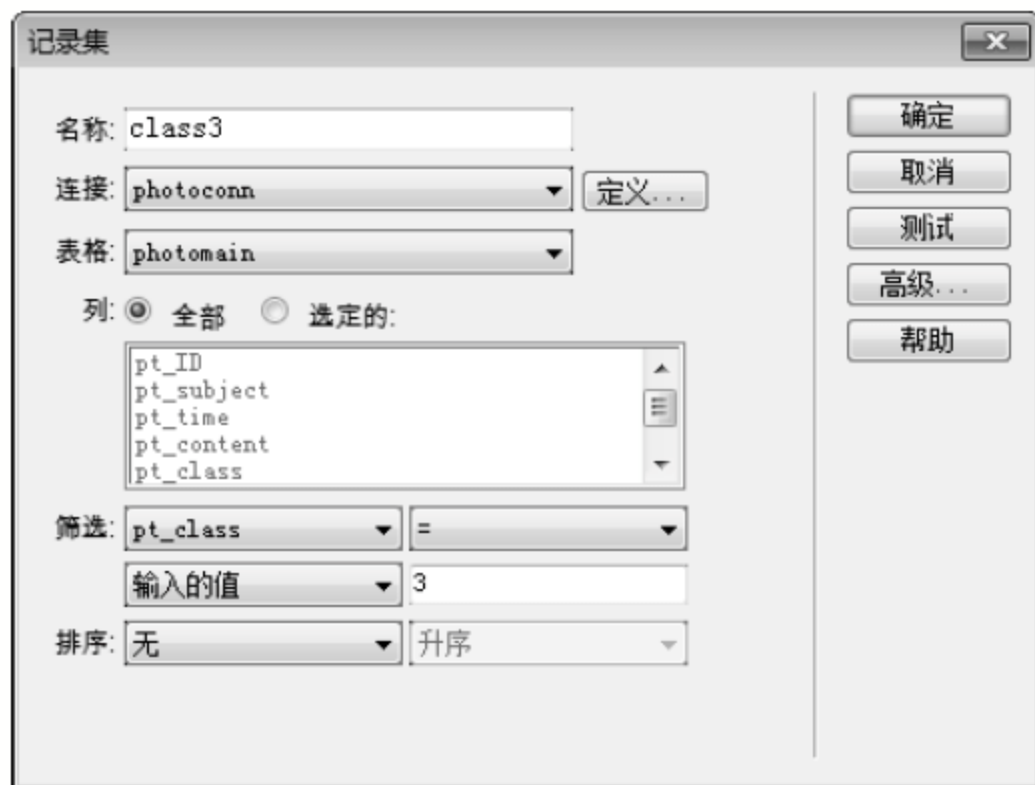 记录集
名称: class3
连接: photoconn 定义...
表格: photomain
列: 全部 选定的:
pt_ID
pt_subject
pt_time
pt_content
pt_class
筛选: pt_class =
输入的值 3
排序: 无 升序
确定
取消
测试
高级...
帮助